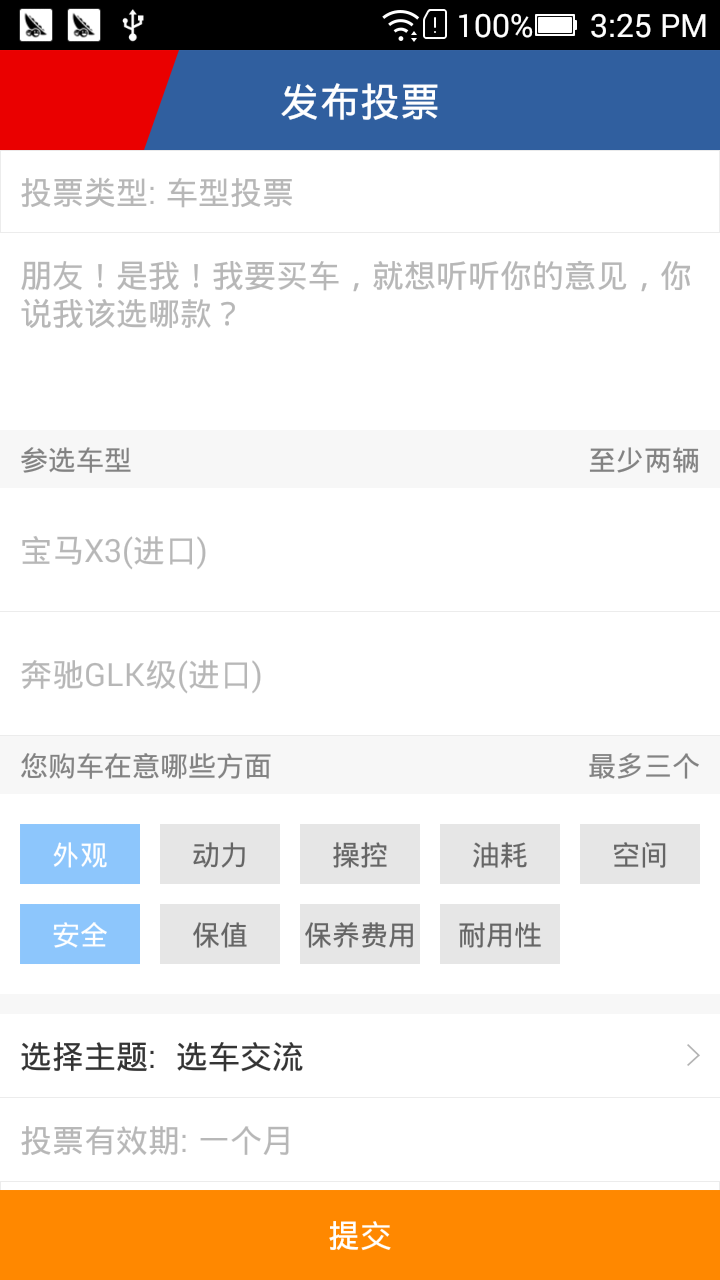 100% 3:25 PM
发布投票
投票类型: 车型投票
朋友！是我！我要买车，就想听听你的意见，你
说我该选哪款？
参选车型 至少两辆
宝马X3(进口)
奔驰GLK级(进口)
您购车在意哪些方面 最多三个
外观 动力 操控 油耗 空间
安全 保值 保养费用 耐用性
选择主题: 选车交流
投票有效期: 一个月
提交